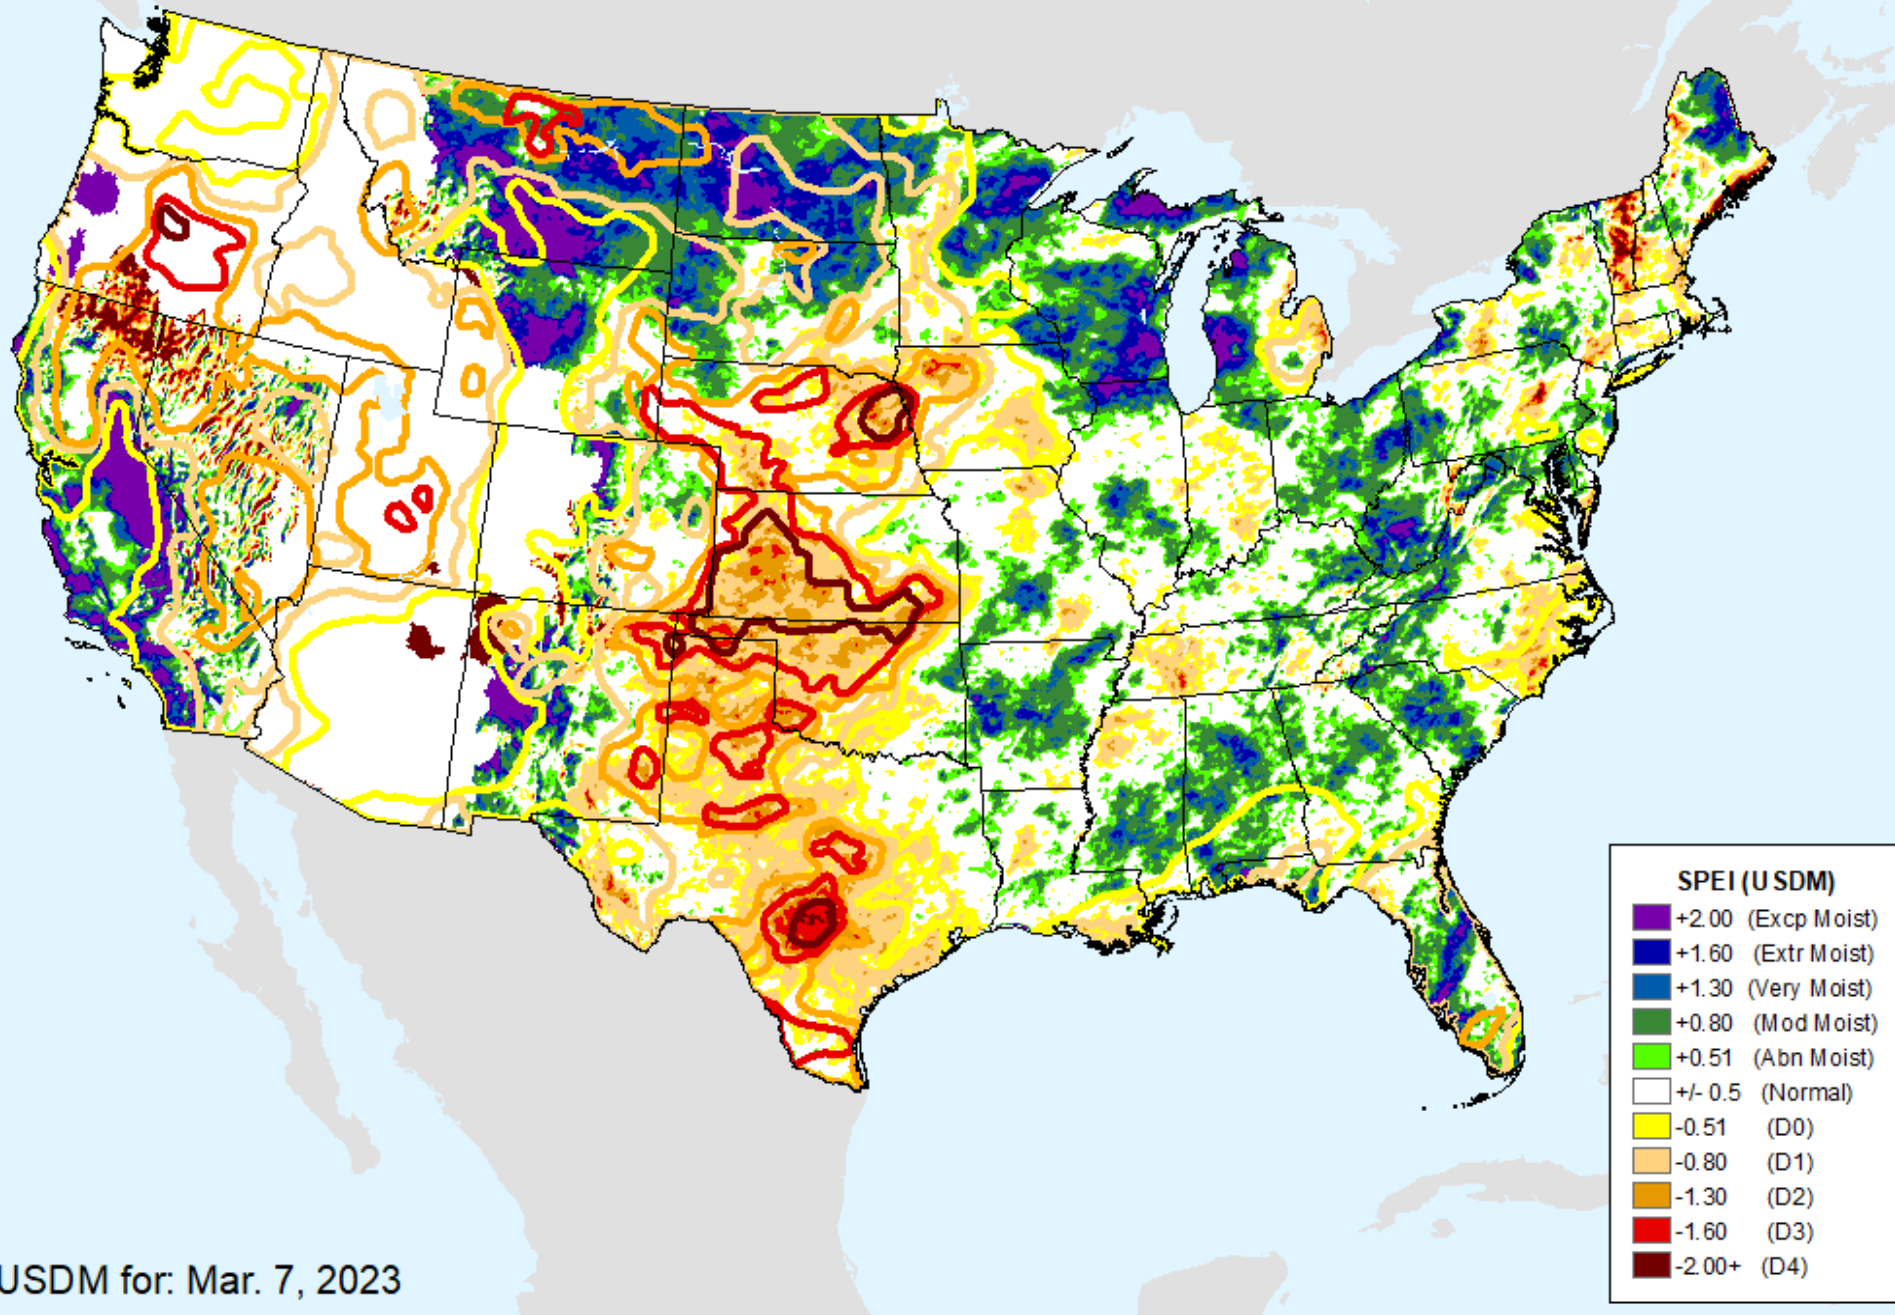 SPEI (USDM)
+2.00 (Excp Moist)
+1.60 (Extr Moist)
+1.30 (Very Moist)
+0.80 (Mod Moist)
+0.51 (Abn Moist)
+/- 0.5 (Normal)
-0.51 (D0)
-0.80 (D1)
-1.30 (D2)
-1.60 (D3)
-2.00+ (D4)
USDM for: Mar. 7, 2023